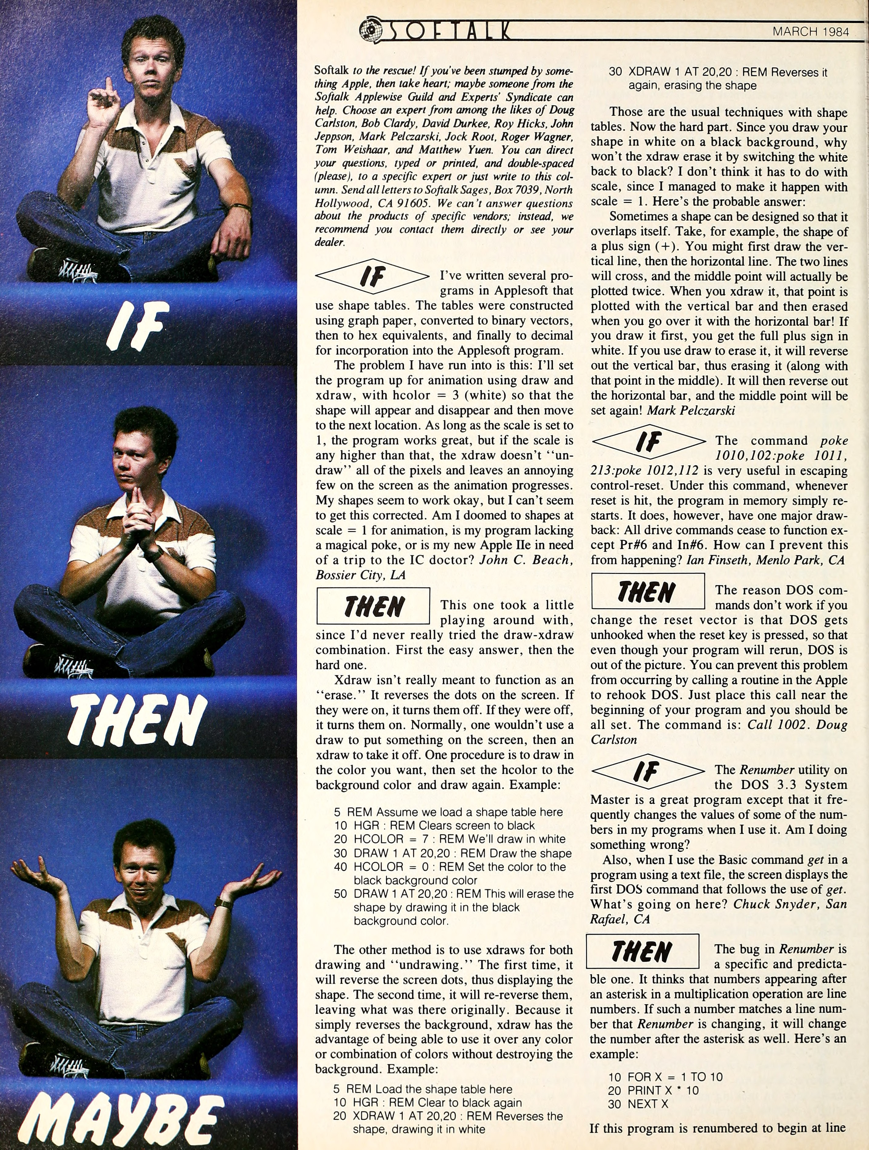 SOFTALK
MARCH 1984
IF
THEN
MAYBE
Softalk to the rescue! If you've been stumped by some-
thing Apple, then take heart; maybe someone from the
Softalk Applewise Guild and Experts' Syndicate can
help. Choose an expert from among the likes of Doug
Carlston, Bob Clardy, David Durkee, Roy Hicks, John
Jeppson, Mark Pelczarski, Jock Root, Roger Wagner,
Tom Weishaar, and Matthew Yuen. You can direct
your questions, typed or printed, and double-spaced
(please), to a specific expert or just write to this col-
umn. Send all letters to Softalk Sages, Box 7039, North
Hollywood, CA 91605. We can't answer questions
about the products of specific vendors; instead, we
recommend you contact them directly or see your
dealer.
IF
I've written several pro-
grams in Applesoft that
use shape tables. The tables were constructed
using graph paper, converted to binary vectors,
then to hex equivalents, and finally to decimal
for incorporation into the Applesoft program.
The problem I have run into is this: I'll set
the program up for animation using draw and
xdraw, with hcolor = 3 (white) so that the
shape will appear and disappear and then move
to the next location. As long as the scale is set to
1, the program works great, but if the scale is
any higher than that, the xdraw doesn't "un-
draw" all of the pixels and leaves an annoying
few on the screen as the animation progresses.
My shapes seem to work okay, but I can't seem
to get this corrected. Am I doomed to shapes at
scale = 1 for animation, is my program lacking
a magical poke, or is my new Apple IIe in need
of a trip to the IC doctor? John C. Beach,
Bossier City, LA
THEN
This one took a little
playing around with,
since I'd never really tried the draw-xdraw
combination. First the easy answer, then the
hard one.
Xdraw isn't really meant to function as an
"erase." It reverses the dots on the screen. If
they were on, it turns them off. If they were off,
it turns them on. Normally, one wouldn't use a
draw to put something on the screen, then an
xdraw to take it off. One procedure is to draw in
the color you want, then set the hcolor to the
background color and draw again. Example:
5 REM Assume we load a shape table here
10 HGR : REM Clears screen to black
20 HCOLOR = 7 : REM We'll draw in white
30 DRAW 1 AT 20,20 : REM Draw the shape
40 HCOLOR = 0 : REM Set the color to the
black background color
50 DRAW 1 AT 20,20 : REM This will erase the
shape by drawing it in the black
background color.
The other method is to use xdraws for both
drawing and "undrawing." The first time, it
will reverse the screen dots, thus displaying the
shape. The second time, it will re-reverse them,
leaving what was there originally. Because it
simply reverses the background, xdraw has the
advantage of being able to use it over any color
or combination of colors without destroying the
background. Example:
5 REM Load the shape table here
10 HGR : REM Clear to black again
20 XDRAW 1 AT 20,20 : REM Reverses the
shape, drawing it in white
30 XDRAW 1 AT 20,20 : REM Reverses it
again, erasing the shape
Those are the usual techniques with shape
tables. Now the hard part. Since you draw your
shape in white on a black background, why
won't the xdraw erase it by switching the white
back to black? I don't think it has to do with
scale, since I managed to make it happen with
scale = 1. Here's the probable answer:
Sometimes a shape can be designed so that it
overlaps itself. Take, for example, the shape of
a plus sign (+). You might first draw the ver-
tical line, then the horizontal line. The two lines
will cross, and the middle point will actually be
plotted twice. When you xdraw it, that point is
plotted with the vertical bar and then erased
when you go over it with the horizontal bar! If
you draw it first, you get the full plus sign in
white. If you use draw to erase it, it will reverse
out the vertical bar, thus erasing it (along with
that point in the middle). It will then reverse out
the horizontal bar, and the middle point will be
set again! Mark Pelczarski
IF
The command poke
1010,102:poke 1011,
213:poke 1012,112 is very useful in escaping
control-reset. Under this command, whenever
reset is hit, the program in memory simply re-
starts. It does, however, have one major draw-
back: All drive commands cease to function ex-
cept Pr#6 and In#6. How can I prevent this
from happening? Ian Finseth, Menlo Park, CA
THEN
The reason DOS com-
mands don't work if you
change the reset vector is that DOS gets
unhooked when the reset key is pressed, so that
even though your program will rerun, DOS is
out of the picture. You can prevent this problem
from occurring by calling a routine in the Apple
to rehook DOS. Just place this call near the
beginning of your program and you should be
all set. The command is: Call 1002. Doug
Carlston
IF
The Renumber utility on
the DOS 3.3 System
Master is a great program except that it fre-
quently changes the values of some of the num-
bers in my programs when I use it. Am I doing
something wrong?
Also, when I use the Basic command get in a
program using a text file, the screen displays the
first DOS command that follows the use of get.
What's going on here? Chuck Snyder, San
Rafael, CA
THEN
The bug in Renumber is
a specific and predicta-
ble one. It thinks that numbers appearing after
an asterisk in a multiplication operation are line
numbers. If such a number matches a line num-
ber that Renumber is changing, it will change
the number after the asterisk as well. Here's an
example:
10 FOR X = 1 TO 10
20 PRINT X * 10
30 NEXT X
If this program is renumbered to begin at line